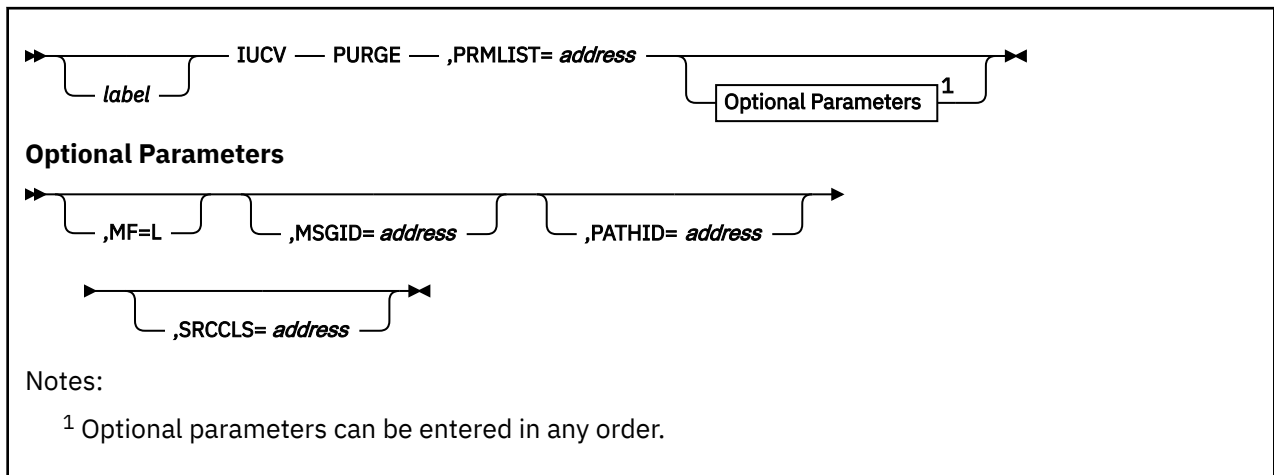 label IUCV PURGE ,PRMLIST= address
Optional Parameters 1
Optional Parameters
,MF=L ,MSGID= address ,PATHID= address
,SRCCLS= address
Notes:
1 Optional parameters can be entered in any order.